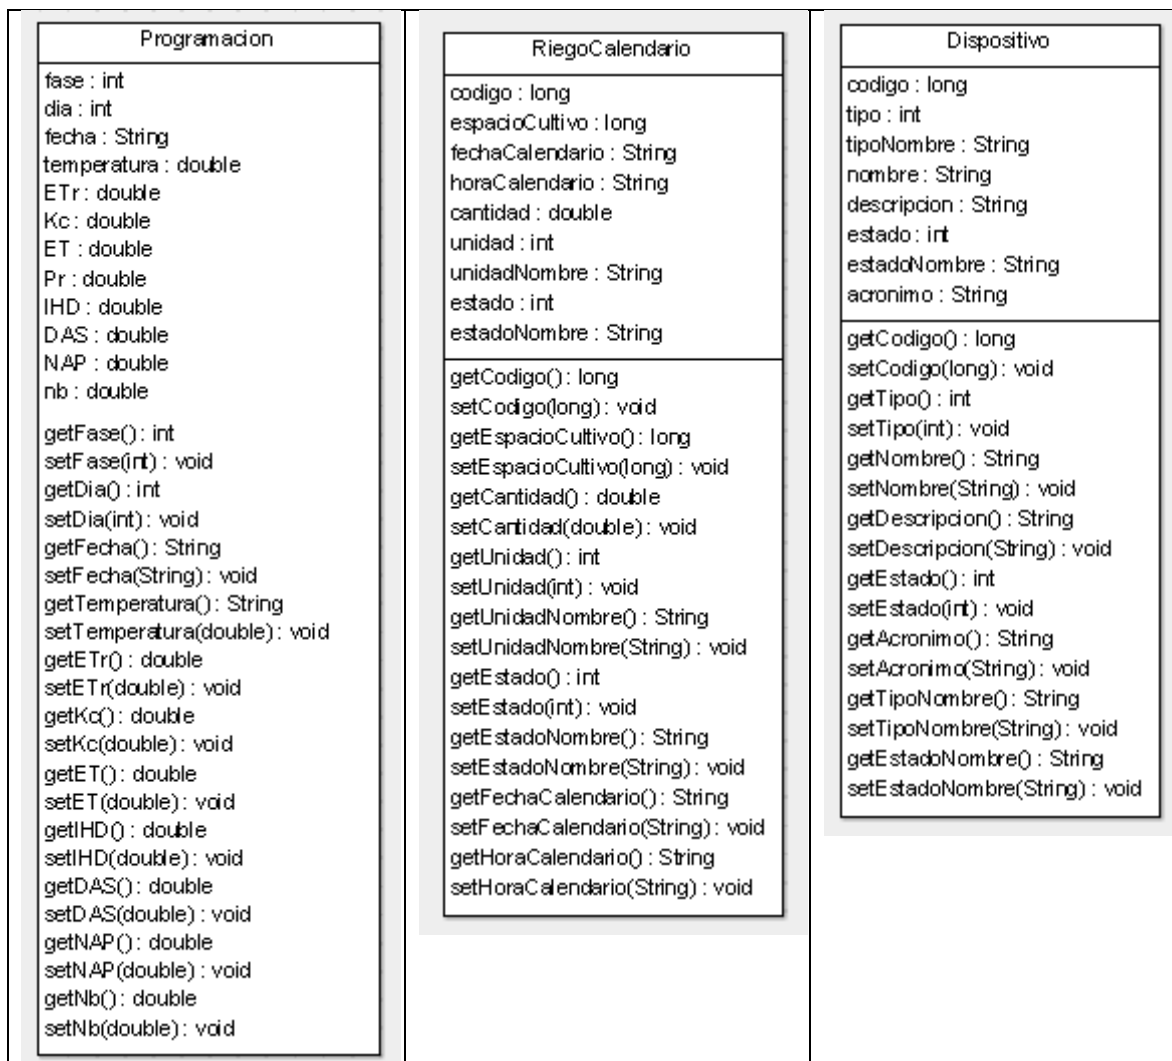 Programacion
fase : int
dia : int
fecha : String
temperatura : double
ETr : double
Kc : double
ET : double
Pr : double
IHD : double
DAS : double
NAP : double
nb : double
getFase() : int
setFase(int) : void
getDia() : int
setDia(int) : void
getFecha() : String
setFecha(String) : void
getTemperatura() : String
setTemperatura(double) : void
getETr() : double
setETr(double) : void
getKc() : double
setKc(double) : void
getET() : double
setET(double) : void
getIHD() : double
setIHD(double) : void
getDAS() : double
setDAS(double) : void
getNAP() : double
setNAP(double) : void
getNb() : double
setNb(double) : void
RiegoCalendario
codigo : long
espacioCultivo : long
fechaCalendario : String
horaCalendario : String
cantidad : double
unidad : int
unidadNombre : String
estado : int
estadoNombre : String
getCodigo() : long
setCodigo(long) : void
getEspacioCultivo() : long
setEspacioCultivo(long) : void
getCantidad() : double
setCantidad(double) : void
getUnidad() : int
setUnidad(int) : void
getUnidadNombre() : String
setUnidadNombre(String) : void
getEstado() : int
setEstado(int) : void
getEstadoNombre() : String
setEstadoNombre(String) : void
getFechaCalendario() : String
setFechaCalendario(String) : void
getHoraCalendario() : String
setHoraCalendario(String) : void
Dispositivo
codigo : long
tipo : int
tipoNombre : String
nombre : String
descripcion : String
estado : int
estadoNombre : String
acronimo : String
getCodigo() : long
setCodigo(long) : void
getTipo() : int
setTipo(int) : void
getNombre() : String
setNombre(String) : void
getDescripcion() : String
setDescripcion(String) : void
getEstado() : int
setEstado(int) : void
getAcronimo() : String
setAcronimo(String) : void
getTipoNombre() : String
setTipoNombre(String) : void
getEstadoNombre() : String
setEstadoNombre(String) : void